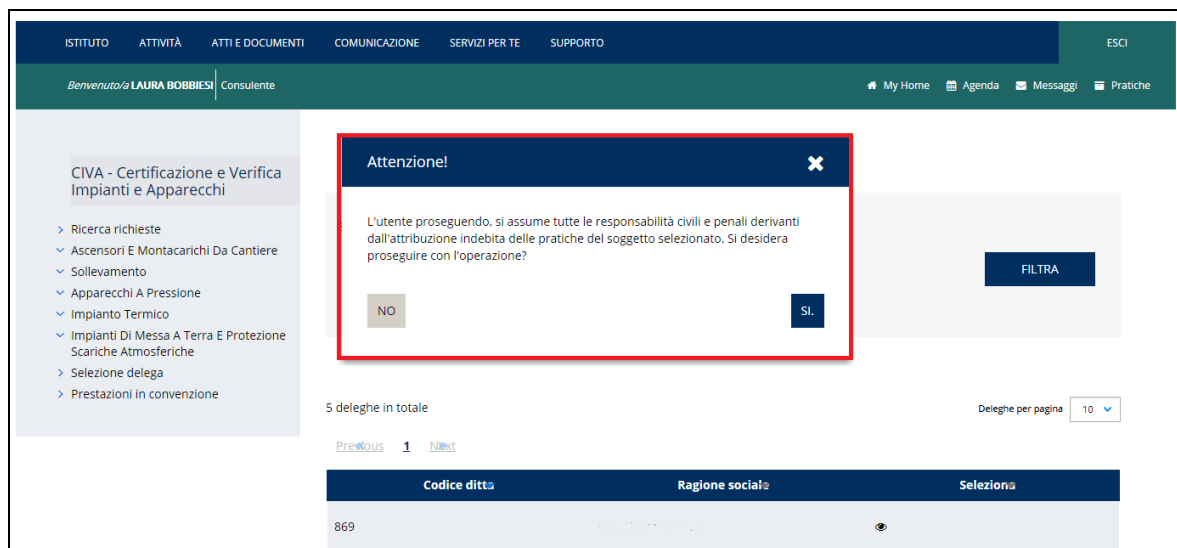 ISTITUTO ATTIVITÀ ATTI E DOCUMENTI COMUNICAZIONE SERVIZI PER TE SUPPORTO ESCI
Benvenuto/a LAURA BOBBIESI Consulente My Home Agenda Messaggi Pratiche
CIVA - Certificazione e Verifica
Impianti e Apparecchi
Ricerca richieste
Ascensori E Montacarichi Da Cantiere
Sollevamento
Apparecchi A Pressione
Impianto Termico
Impianti Di Messa A Terra E Protezione
Scariche Atmosferiche
Selezione delega
Prestazioni in convenzione
Attenzione!
L'utente proseguendo, si assume tutte le responsabilità civili e penali derivanti
dall'attribuzione indebita delle pratiche del soggetto selezionato. Si desidera
proseguire con l'operazione?
NO SI.
FILTRA
5 deleghe in totale Deleghe per pagina 10
Previous 1 Next
Codice ditta Ragione sociale Seleziona
869